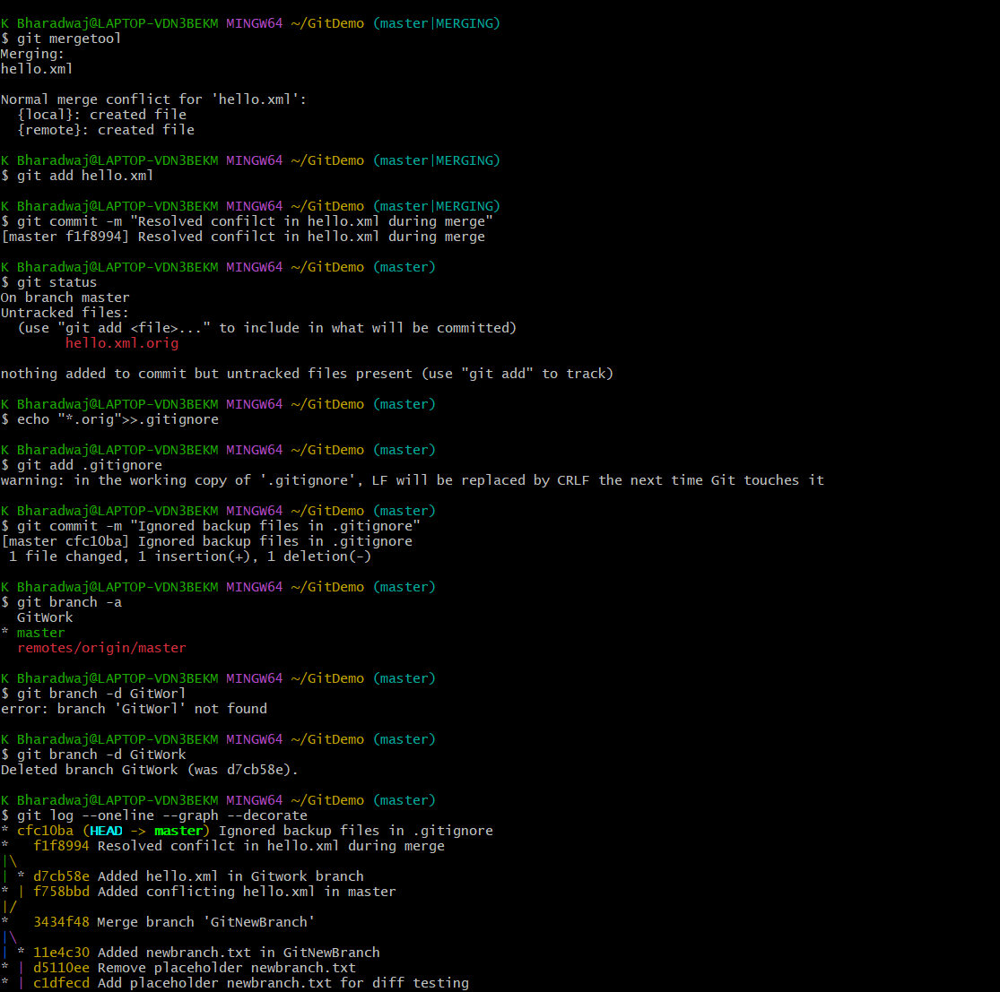 K Bharadwaj@LAPTOP-VDN3BEKM MINGW64 ~/GitDemo (master|MERGING)
$ git mergetool
Merging:
hello.xml

Normal merge conflict for 'hello.xml':
  {local}: created file
  {remote}: created file

K Bharadwaj@LAPTOP-VDN3BEKM MINGW64 ~/GitDemo (master|MERGING)
$ git add hello.xml

K Bharadwaj@LAPTOP-VDN3BEKM MINGW64 ~/GitDemo (master|MERGING)
$ git commit -m "Resolved confilct in hello.xml during merge"
[master f1f8994] Resolved confilct in hello.xml during merge

K Bharadwaj@LAPTOP-VDN3BEKM MINGW64 ~/GitDemo (master)
$ git status
On branch master
Untracked files:
  (use "git add <file>..." to include in what will be committed)
        hello.xml.orig

nothing added to commit but untracked files present (use "git add" to track)

K Bharadwaj@LAPTOP-VDN3BEKM MINGW64 ~/GitDemo (master)
$ echo "*.orig">>.gitignore

K Bharadwaj@LAPTOP-VDN3BEKM MINGW64 ~/GitDemo (master)
$ git add .gitignore
warning: in the working copy of '.gitignore', LF will be replaced by CRLF the next time Git touches it

K Bharadwaj@LAPTOP-VDN3BEKM MINGW64 ~/GitDemo (master)
$ git commit -m "Ignored backup files in .gitignore"
[master cfc10ba] Ignored backup files in .gitignore
 1 file changed, 1 insertion(+), 1 deletion(-)

K Bharadwaj@LAPTOP-VDN3BEKM MINGW64 ~/GitDemo (master)
$ git branch -a
  GitWork
* master
  remotes/origin/master

K Bharadwaj@LAPTOP-VDN3BEKM MINGW64 ~/GitDemo (master)
$ git branch -d GitWorl
error: branch 'GitWorl' not found

K Bharadwaj@LAPTOP-VDN3BEKM MINGW64 ~/GitDemo (master)
$ git branch -d GitWork
Deleted branch GitWork (was d7cb58e).

K Bharadwaj@LAPTOP-VDN3BEKM MINGW64 ~/GitDemo (master)
$ git log --oneline --graph --decorate
* cfc10ba (HEAD -> master) Ignored backup files in .gitignore
*   f1f8994 Resolved confilct in hello.xml during merge
|\
| * d7cb58e Added hello.xml in Gitwork branch
* | f758bbd Added conflicting hello.xml in master
|/
*   3434f48 Merge branch 'GitNewBranch'
|\
| * 11e4c30 Added newbranch.txt in GitNewBranch
* | d5110ee Remove placeholder newbranch.txt
* | c1dfecd Add placeholder newbranch.txt for diff testing